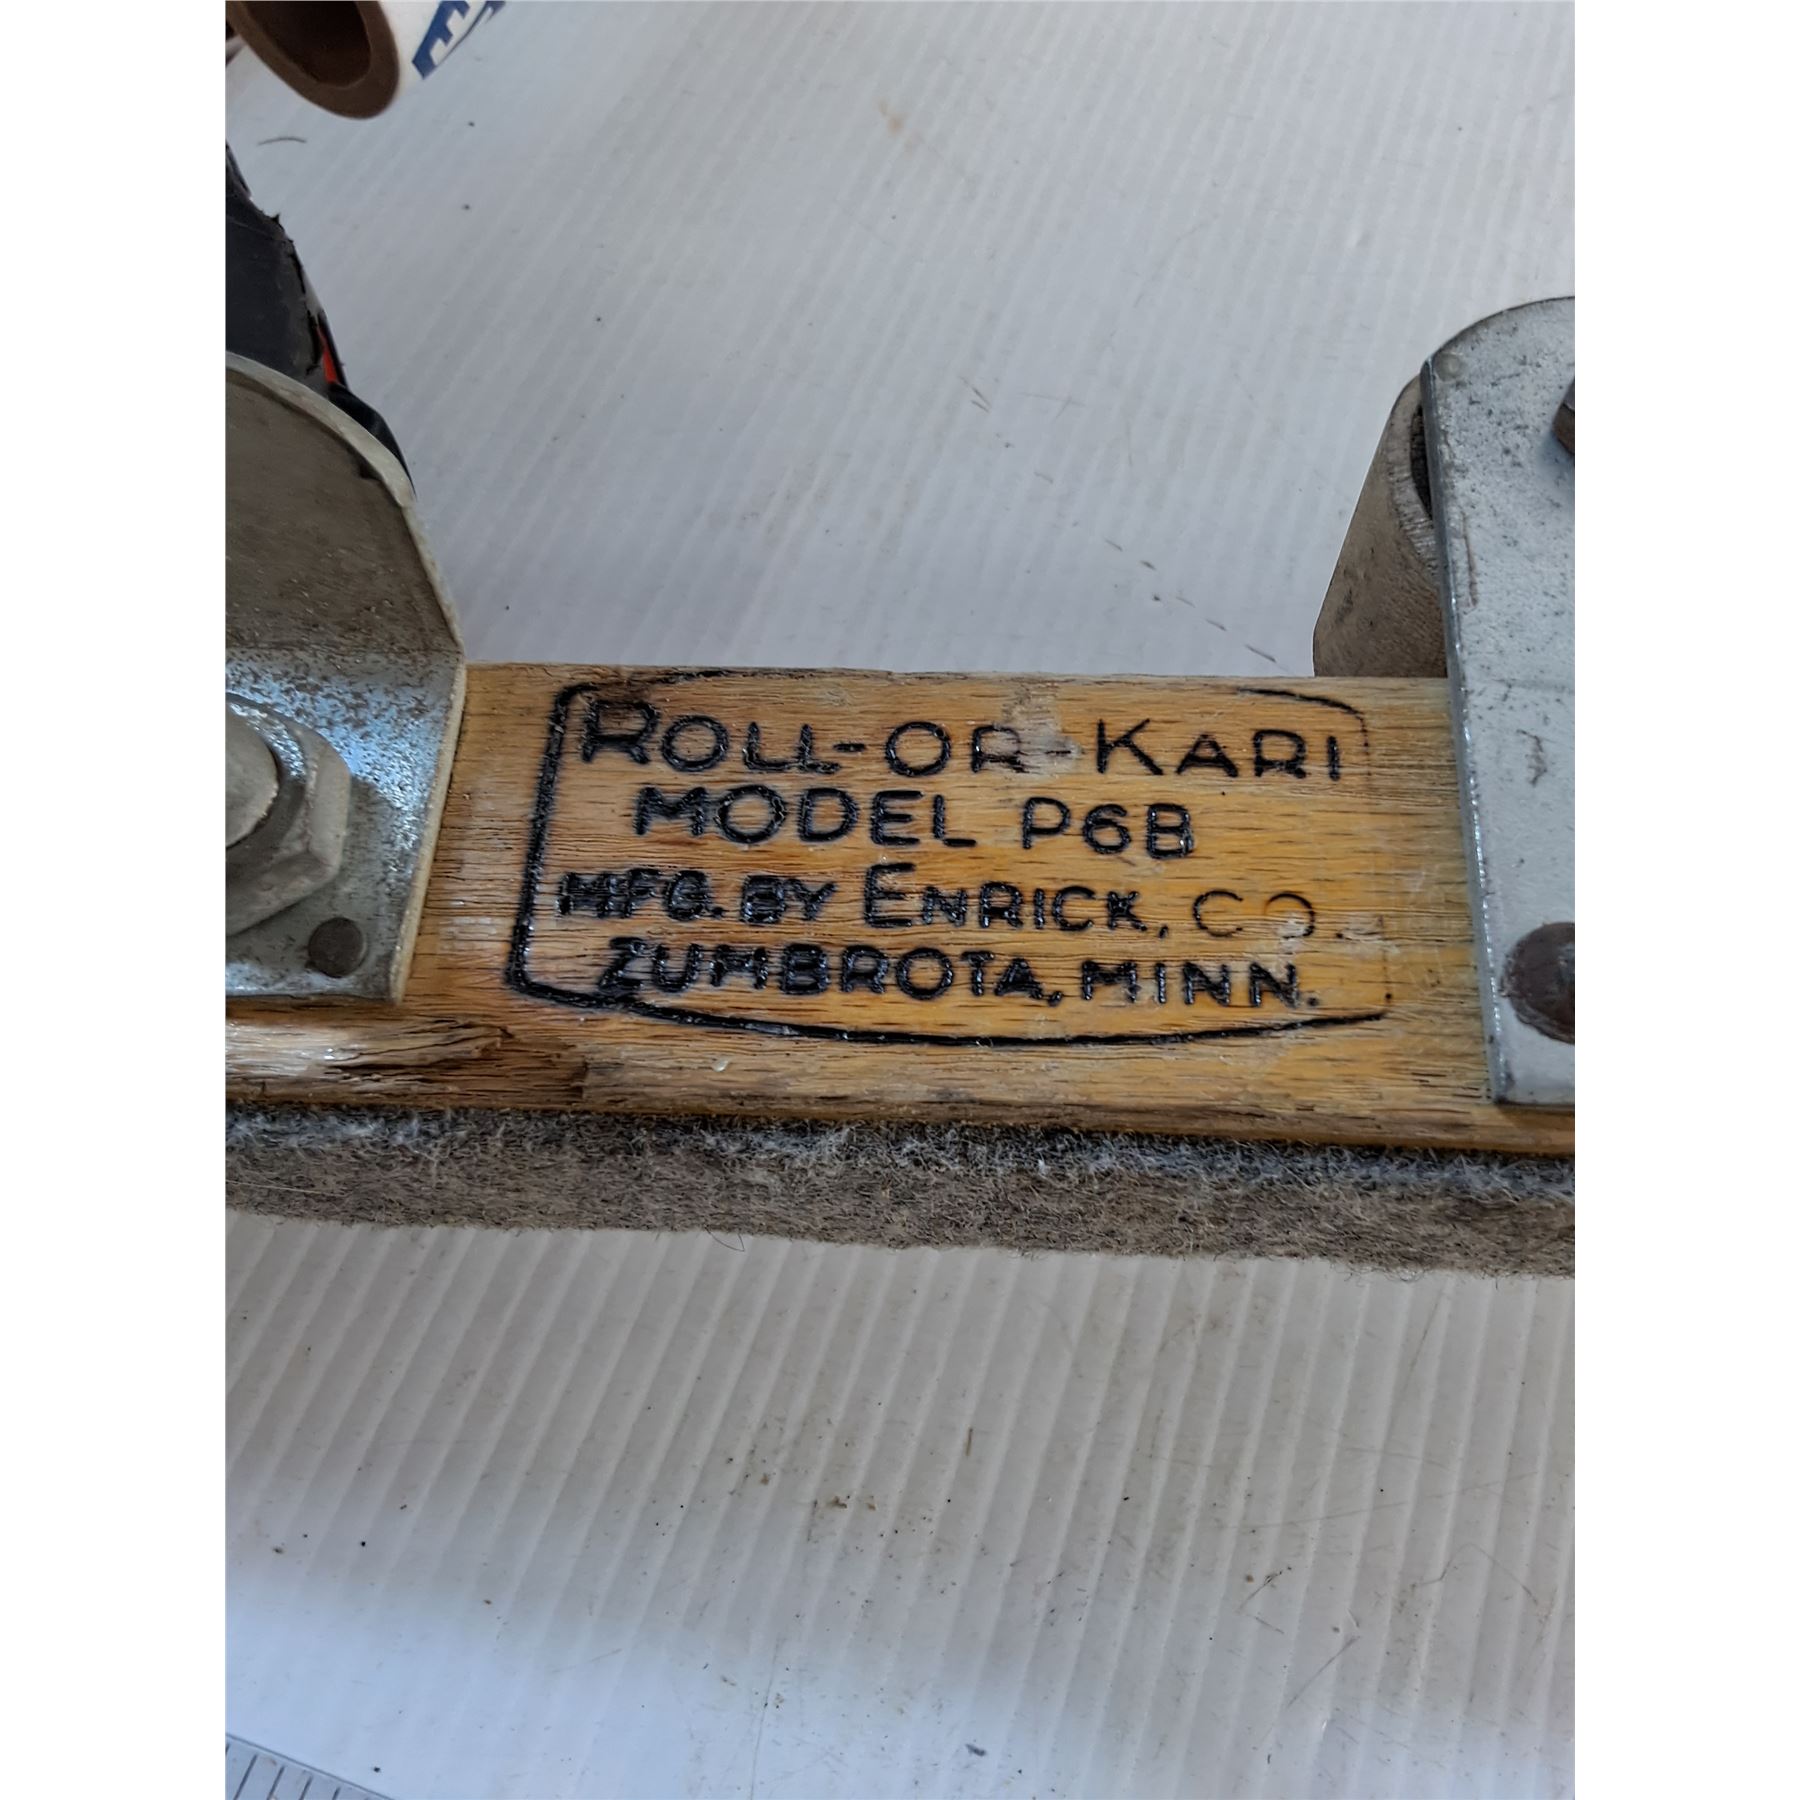 ROLL-OR-KARI
MODEL P6B
MFG. BY ENRICK, CO.
ZUMBROTA, MINN.